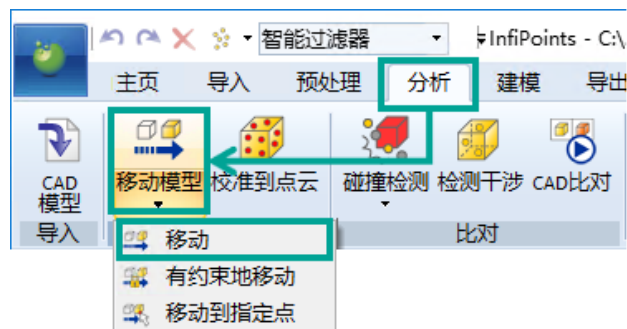 智能过滤器
InfiPoints - C:\
主页 导入 预处理 分析 建模 导出
CAD模型 移动模型 校准到点云 碰撞检测 检测干涉 CAD比对
导入 比对
移动
有约束地移动
移动到指定点